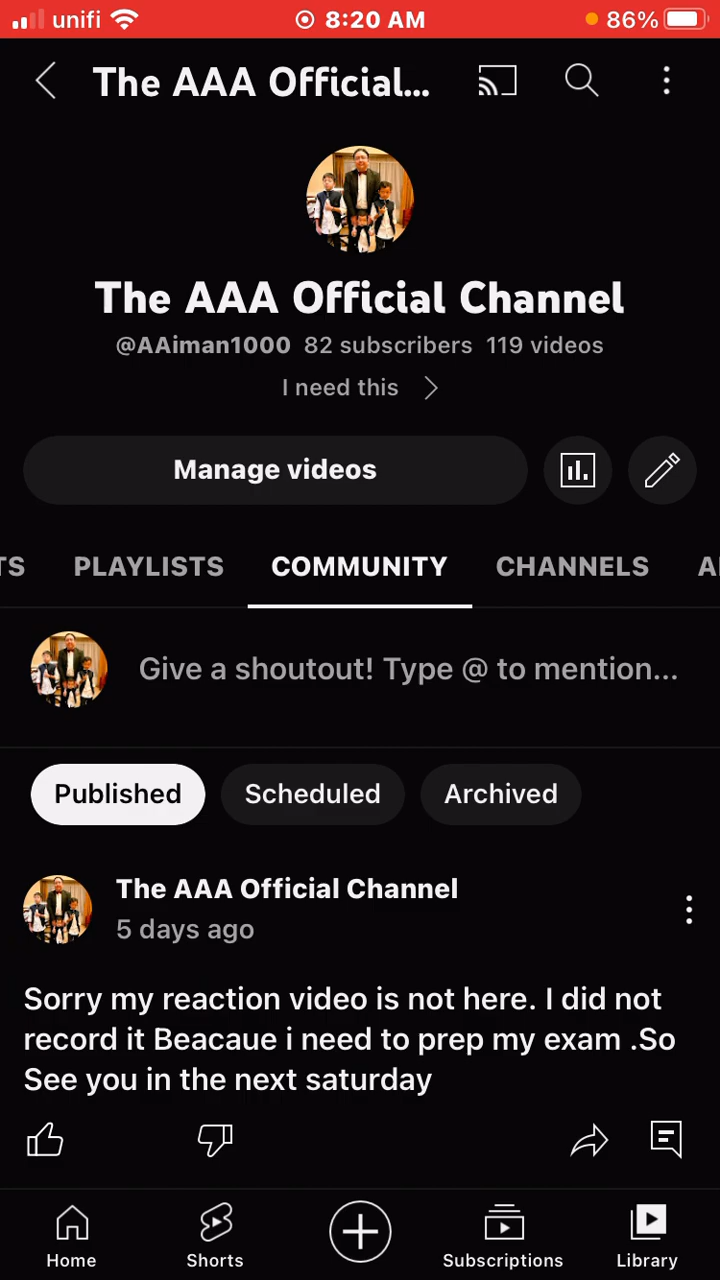 unifi 8:20 AM 86%
The AAA Official...
The AAA Official Channel
@AAiman1000 82 subscribers 119 videos
I need this
Manage videos
TS PLAYLISTS COMMUNITY CHANNELS A
Give a shoutout! Type @ to mention...
Published Scheduled Archived
The AAA Official Channel
5 days ago
Sorry my reaction video is not here. I did not
record it Beacaue i need to prep my exam .So
See you in the next saturday
Home Shorts Subscriptions Library